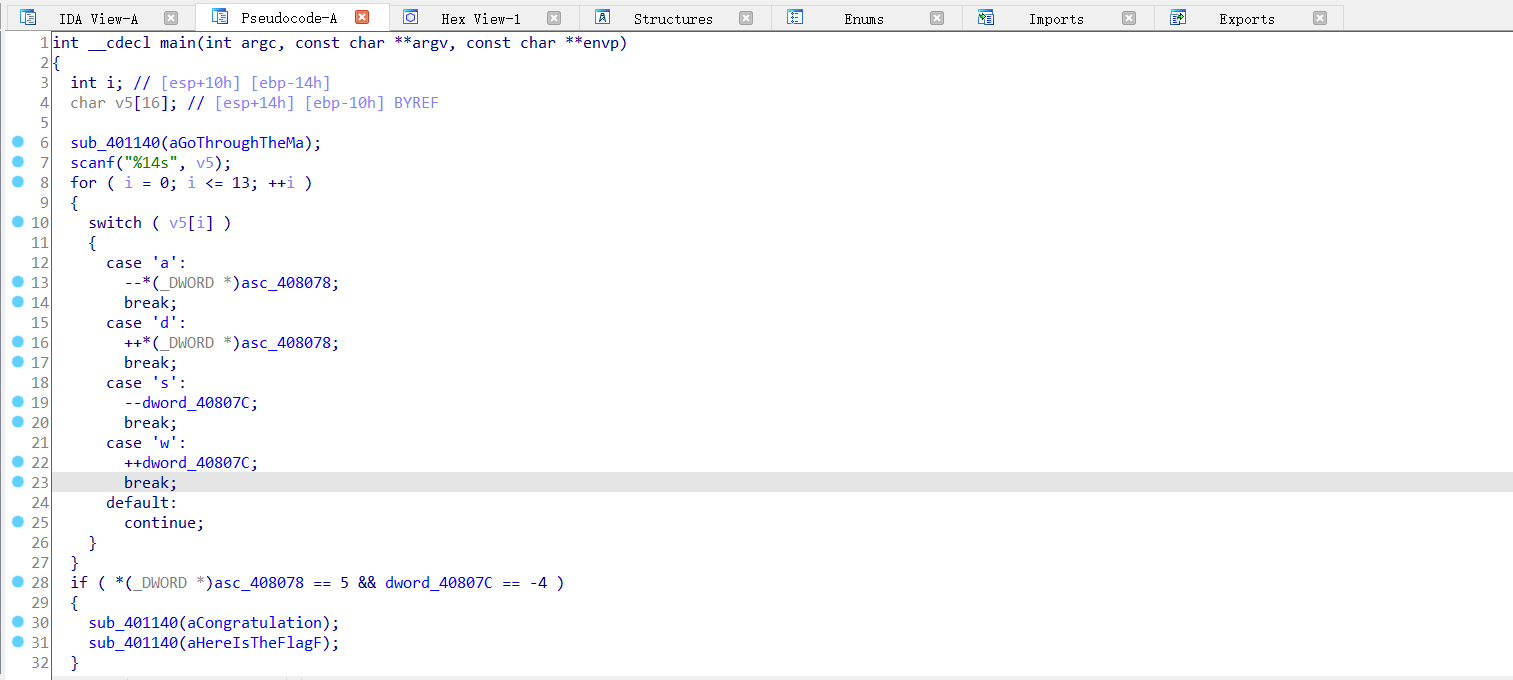 IDA View-A Pseudocode-A Hex View-1 Structures Enums Imports Exports
1 int __cdecl main(int argc, const char **argv, const char **envp)
2 {
3 int i; // [esp+10h] [ebp-14h]
4 char v5[16]; // [esp+14h] [ebp-10h] BYREF
5
6 sub_401140(aGoThroughTheMa);
7 scanf("%14s", v5);
8 for ( i = 0; i <= 13; ++i )
9 {
10 switch ( v5[i] )
11 {
12 case 'a':
13 --*(_DWORD *)asc_408078;
14 break;
15 case 'd':
16 ++*(_DWORD *)asc_408078;
17 break;
18 case 's':
19 --dword_40807C;
20 break;
21 case 'w':
22 ++dword_40807C;
23 break;
24 default:
25 continue;
26 }
27 }
28 if ( *(_DWORD *)asc_408078 == 5 && dword_40807C == -4 )
29 {
30 sub_401140(aCongratulation);
31 sub_401140(aHereIsTheFlagF);
32 }